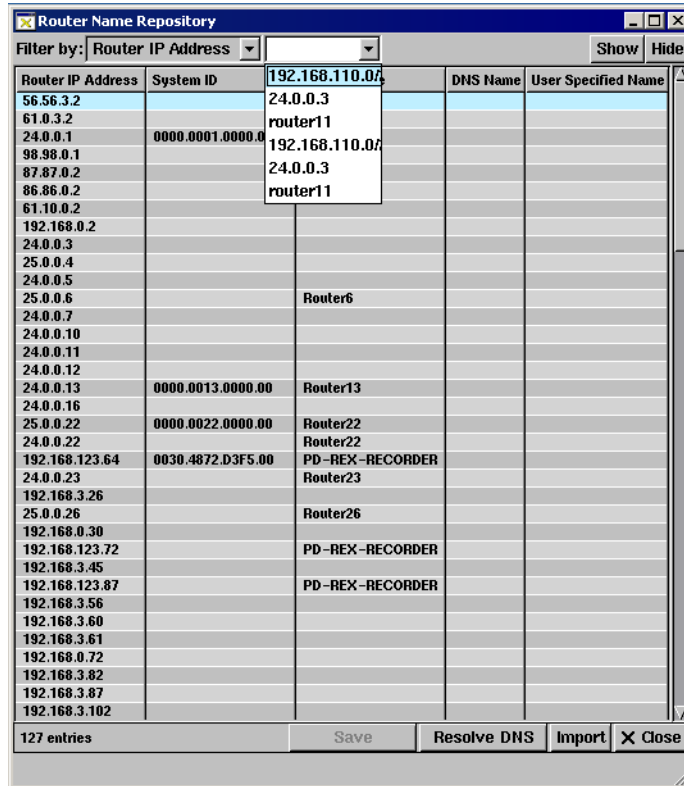 Router Name Repository
Filter by: Router IP Address Show Hide
Router IP Address System ID DNS Name User Specified Name
192.168.110.0/
24.0.0.3
router11
192.168.110.0/
24.0.0.3
router11
56.56.3.2
61.0.3.2
24.0.0.1 0000.0001.0000.0
98.98.0.1
87.87.0.2
86.86.0.2
61.10.0.2
192.168.0.2
24.0.0.3
25.0.0.4
24.0.0.5
25.0.0.6 Router6
24.0.0.7
24.0.0.10
24.0.0.11
24.0.0.12
24.0.0.13 0000.0013.0000.00 Router13
24.0.0.16
25.0.0.22 0000.0022.0000.00 Router22
24.0.0.22 Router22
192.168.123.64 0030.4872.D3F5.00 PD-REX-RECORDER
24.0.0.23 Router23
192.168.3.26
25.0.0.26 Router26
192.168.0.30
192.168.123.72 PD-REX-RECORDER
192.168.3.45
192.168.123.87 PD-REX-RECORDER
192.168.3.56
192.168.3.60
192.168.3.61
192.168.0.72
192.168.3.82
192.168.3.87
192.168.3.102
127 entries Save Resolve DNS Import Close